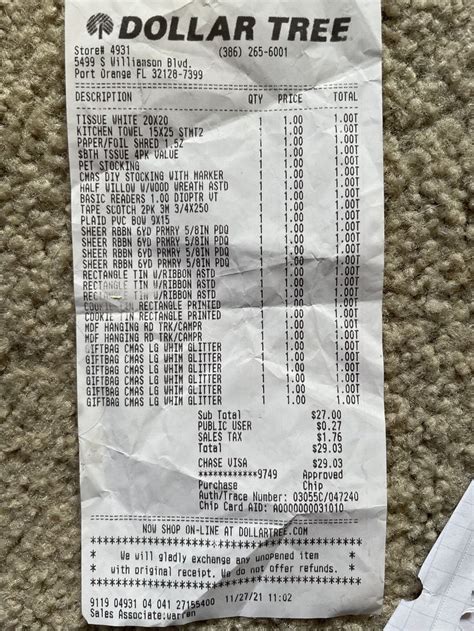 DOLLAR TREE
Store# 4931 (386) 265-6001
5499 S Williamson Blvd.
Port Orange FL 32128-7399
DESCRIPTION QTY PRICE TOTAL
TISSUE WHITE 20X20 1 1.00 1.00T
KITCHEN TOWEL 15X25 STMT2 1 1.00 1.00T
PAPER/FOIL SHRED 1.5Z 1 1.00 1.00T
$BTH TISSUE 4PK VALUE 1 1.00 1.00T
PET STOCKING 1 1.00 1.00T
CMAS DIY STOCKING WITH MARKER 1 1.00 1.00T
HALF WILLOW W/WOOD WREATH ASTD 1 1.00 1.00T
BASIC READERS 1.00 DIOPTR VT 1 1.00 1.00T
TAPE SCOTCH 2PK 3M 3/4X250 1 1.00 1.00T
PLAID PVC BOW 9X15 1 1.00 1.00T
SHEER RBBN 6YD PRMRY 5/8IN PDQ 1 1.00 1.00T
SHEER RBBN 6YD PRMRY 5/8IN PDQ 1 1.00 1.00T
SHEER RBBN 6YD PRMRY 5/8IN PDQ 1 1.00 1.00T
SHEER RBBN 6YD PRMRY 5/8IN PDQ 1 1.00 1.00T
RECTANGLE TIN W/RIBBON ASTD 1 1.00 1.00T
RECTANGLE TIN W/RIBBON ASTD 1 1.00 1.00T
RECTANGLE TIN W/RIBBON ASTD 1 1.00 1.00T
COOKIE TIN RECTANGLE PRINTED 1 1.00 1.00T
COOKIE TIN RECTANGLE PRINTED 1 1.00 1.00T
MDF HANGING RD TRK/CAMPR 1 1.00 1.00T
MDF HANGING RD TRK/CAMPR 1 1.00 1.00T
GIFTBAG CMAS LG WHIM GLITTER 1 1.00 1.00T
GIFTBAG CMAS LG WHIM GLITTER 1 1.00 1.00T
GIFTBAG CMAS LG WHIM GLITTER 1 1.00 1.00T
GIFTBAG CMAS LG WHIM GLITTER 1 1.00 1.00T
GIFTBAG CMAS LG WHIM GLITTER 1 1.00 1.00T
Sub Total $27.00
PUBLIC USER $0.27
SALES TAX $1.76
Total $29.03
CHASE VISA $29.03
************9749 Approved
Purchase Chip
Auth/Trace Number: 03055C/047240
Chip Card AID: A0000000031010
NOW SHOP ON-LINE AT DOLLARTREE.COM
* We will gladly exchange any unopened item *
* with original receipt. We do not offer refunds. *
9119 04931 04 041 27155400 11/27/21 11:02
Sales Associate:warren